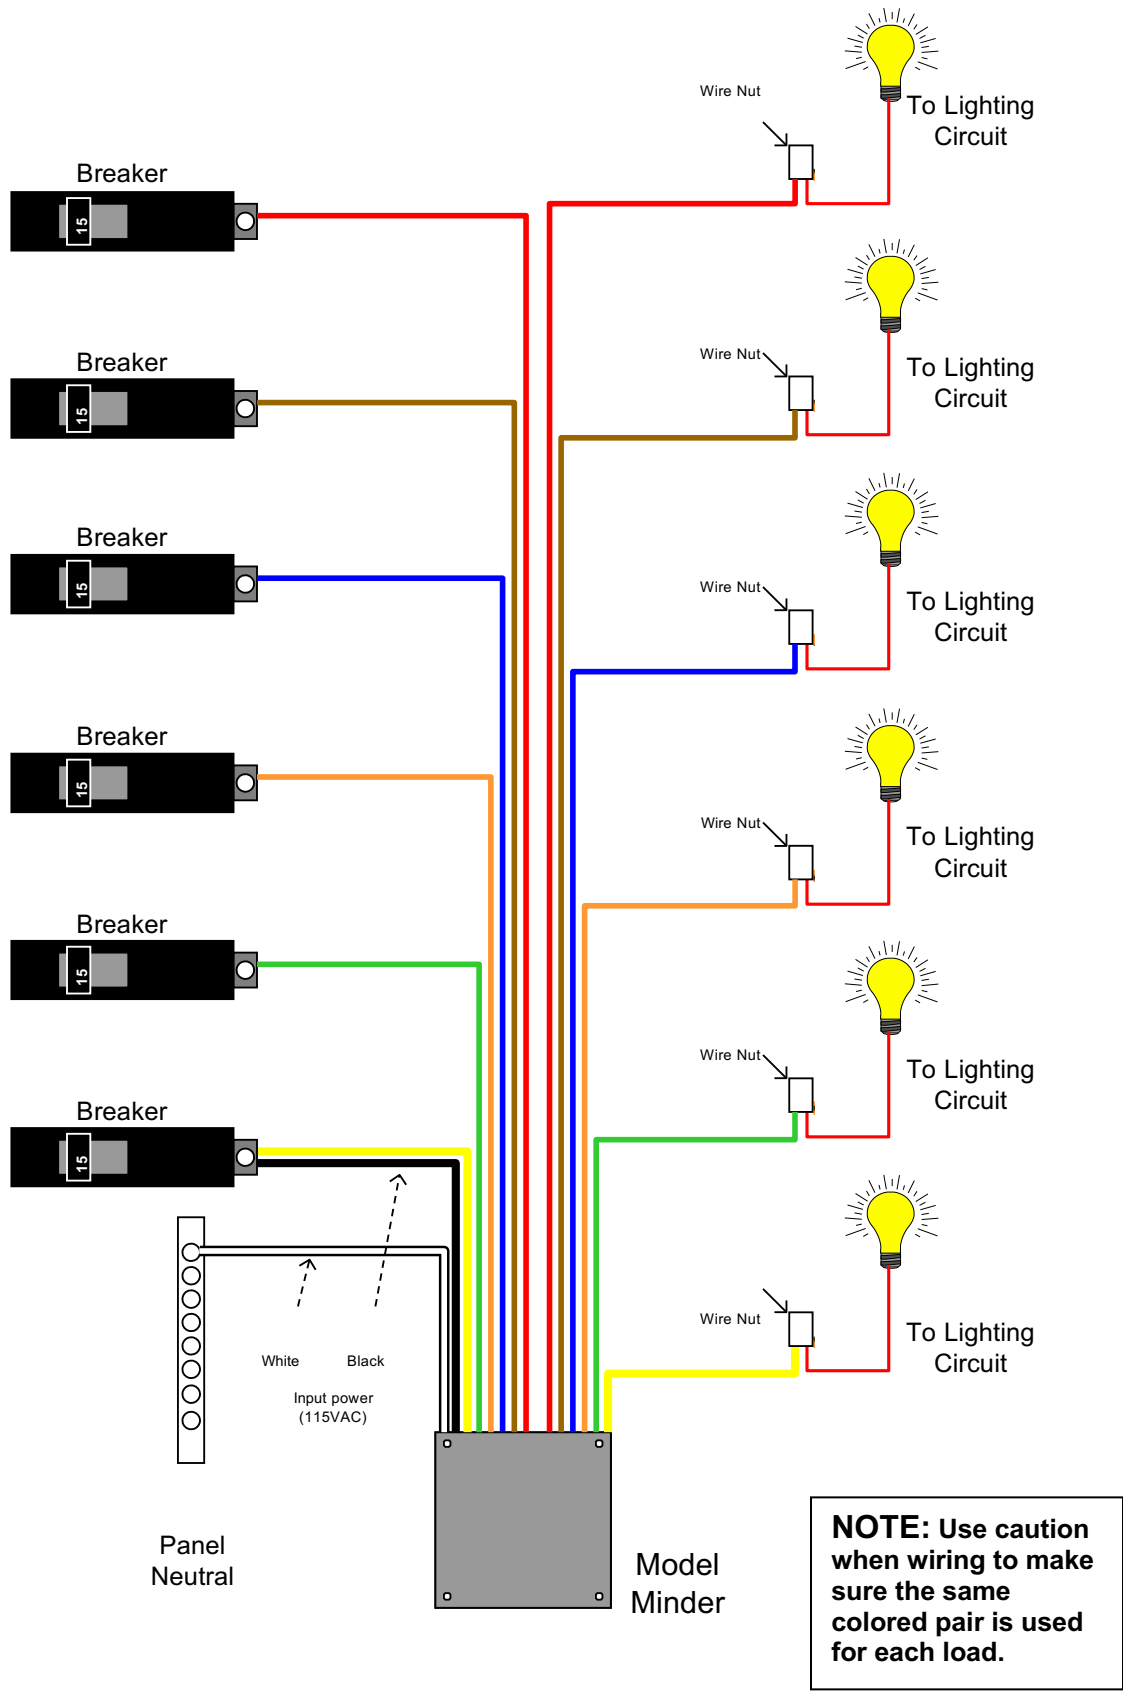 Wire Nut
To Lighting
Circuit
Breaker
15
Wire Nut
To Lighting
Circuit
Breaker
15
Wire Nut
To Lighting
Circuit
Breaker
15
Wire Nut
To Lighting
Circuit
Breaker
15
Wire Nut
To Lighting
Circuit
Breaker
15
Wire Nut
To Lighting
Circuit
Breaker
15
White
Black
Input power
(115VAC)
Panel
Neutral
Model
Minder
NOTE: Use caution
when wiring to make
sure the same
colored pair is used
for each load.